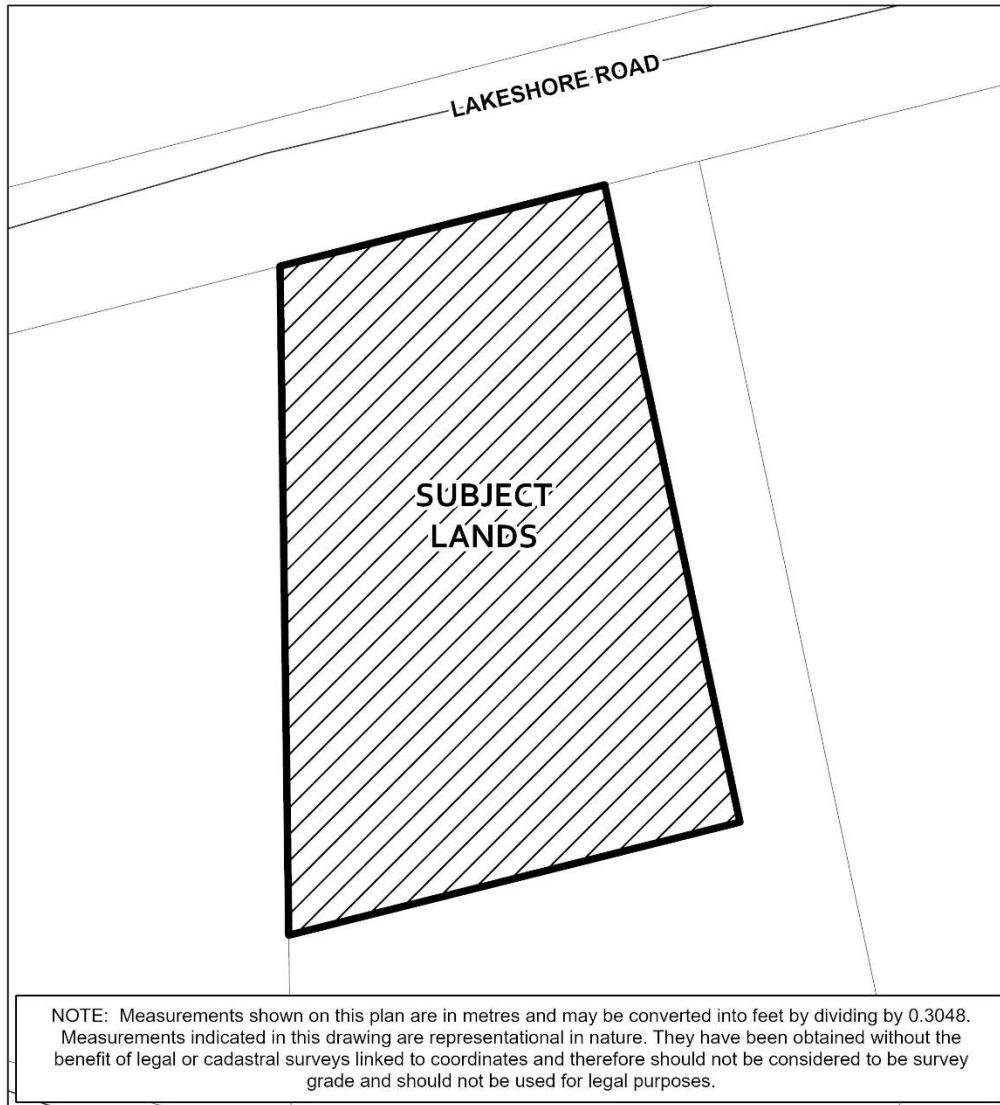 LAKESHORE ROAD
SUBJECT
LANDS
NOTE: Measurements shown on this plan are in metres and may be converted into feet by dividing by 0.3048.
Measurements indicated in this drawing are representational in nature. They have been obtained without the
benefit of legal or cadastral surveys linked to coordinates and therefore should not be considered to be survey
grade and should not be used for legal purposes.